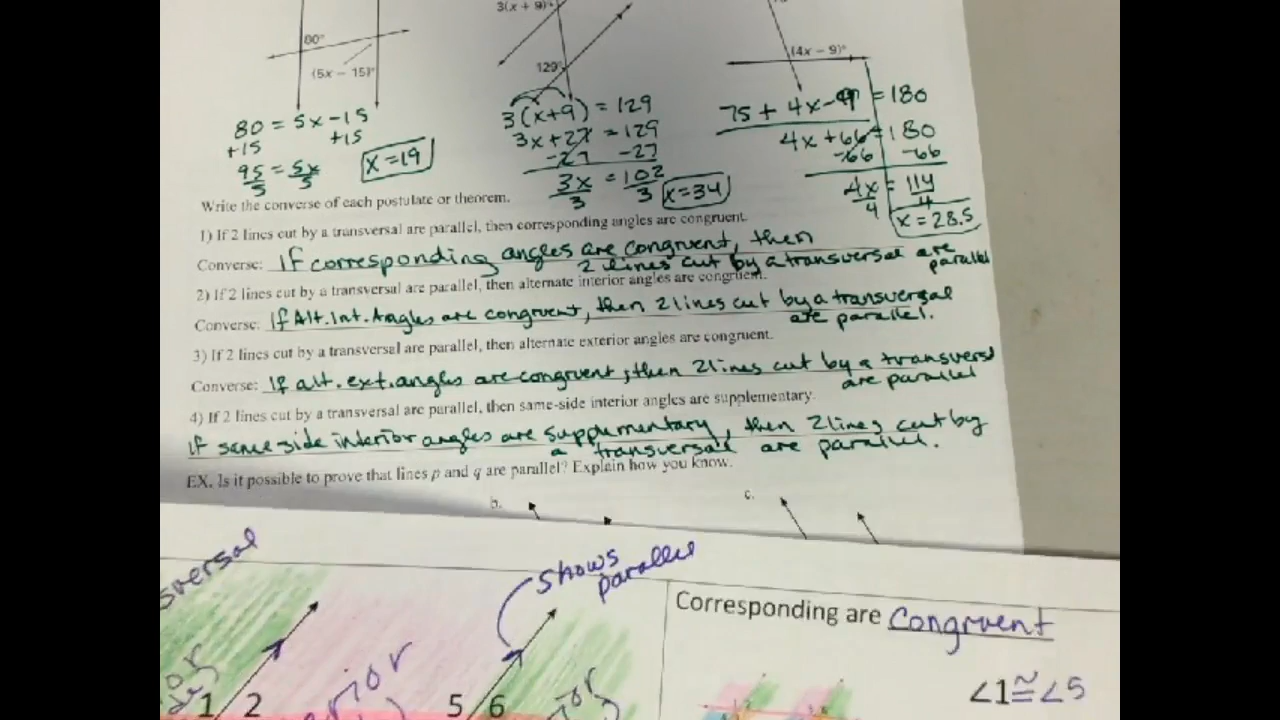 3(x + 9)°
80°
(5x − 15)°
129°
(4x − 9)°
80 = 5x − 15
+15 +15
95 = 5x
5 5
x = 19
3(x+9) = 129
3x + 27 = 129
-27 -27
3x = 102
3 3
x = 34
75 + 4x - 9 = 180
4x + 66 = 180
-66 -66
4x = 114
4 4
x = 28.5
Write the converse of each postulate or theorem.
1) If 2 lines cut by a transversal are parallel, then corresponding angles are congruent.
Converse: If corresponding angles are congruent, then
2 lines cut by a transversal are parallel
2) If 2 lines cut by a transversal are parallel, then alternate interior angles are congruent.
Converse: If Alt. Int. Angles are congruent, then 2 lines cut by a transversal
are parallel.
3) If 2 lines cut by a transversal are parallel, then alternate exterior angles are congruent.
Converse: If alt. ext. angles are congruent, then 2 lines cut by a transversal
are parallel
4) If 2 lines cut by a transversal are parallel, then same-side interior angles are supplementary.
If same side interior angles are supplementary, then 2 lines cut by
a transversal are parallel.
EX. Is it possible to prove that lines p and q are parallel? Explain how you know.
b.
c.
shows
parallel
Corresponding are Congruent
∠1≅∠5
1 2
5 6